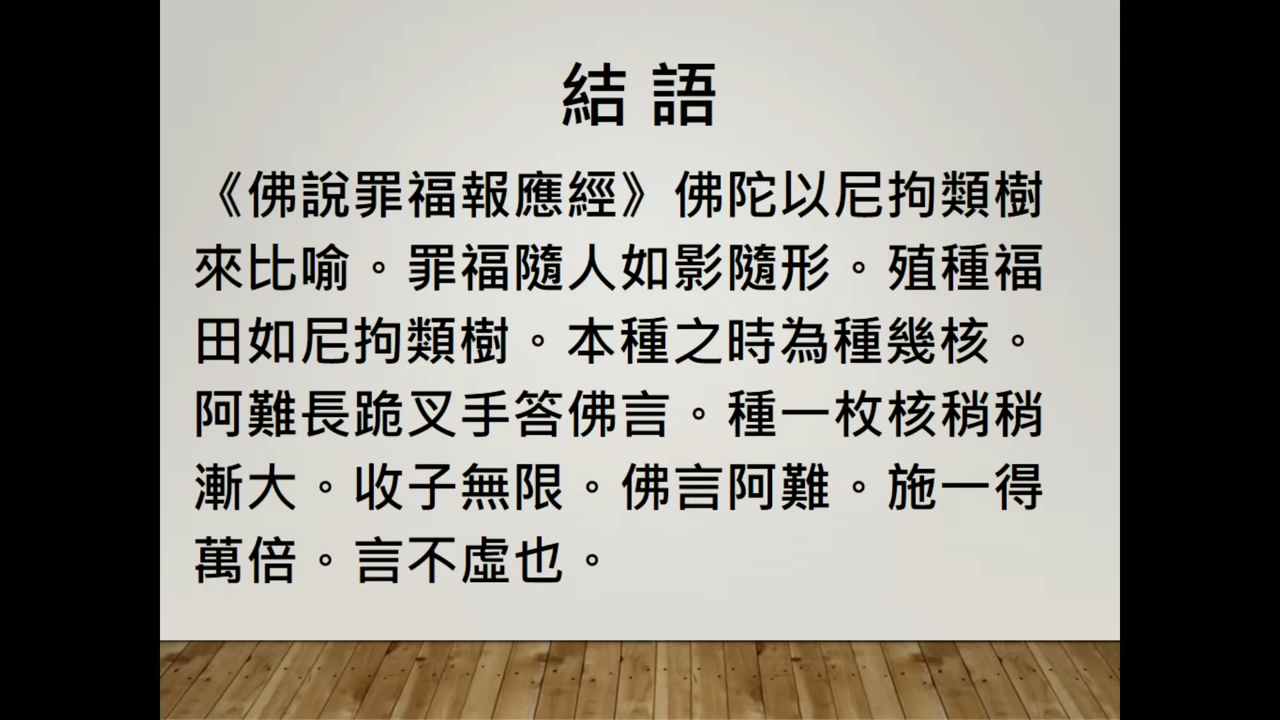 結語
《佛說罪福報應經》佛陀以尼拘類樹
來比喻。罪福隨人如影隨形。殖種福
田如尼拘類樹。本種之時為種幾核。
阿難長跪叉手答佛言。種一枚核稍稍
漸大。收子無限。佛言阿難。施一得
萬倍。言不虛也。